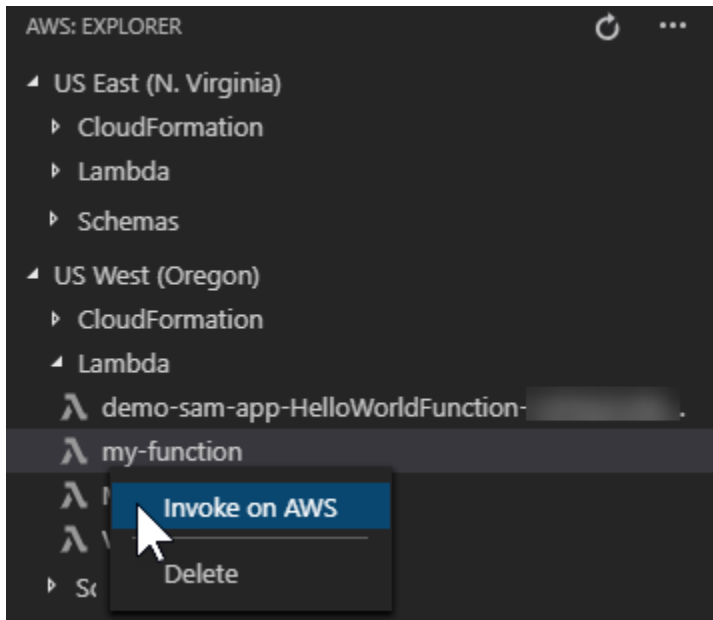 AWS: EXPLORER
US East (N. Virginia)
CloudFormation
Lambda
Schemas
US West (Oregon)
CloudFormation
Lambda
demo-sam-app-HelloWorldFunction-
my-function
Invoke on AWS
Delete